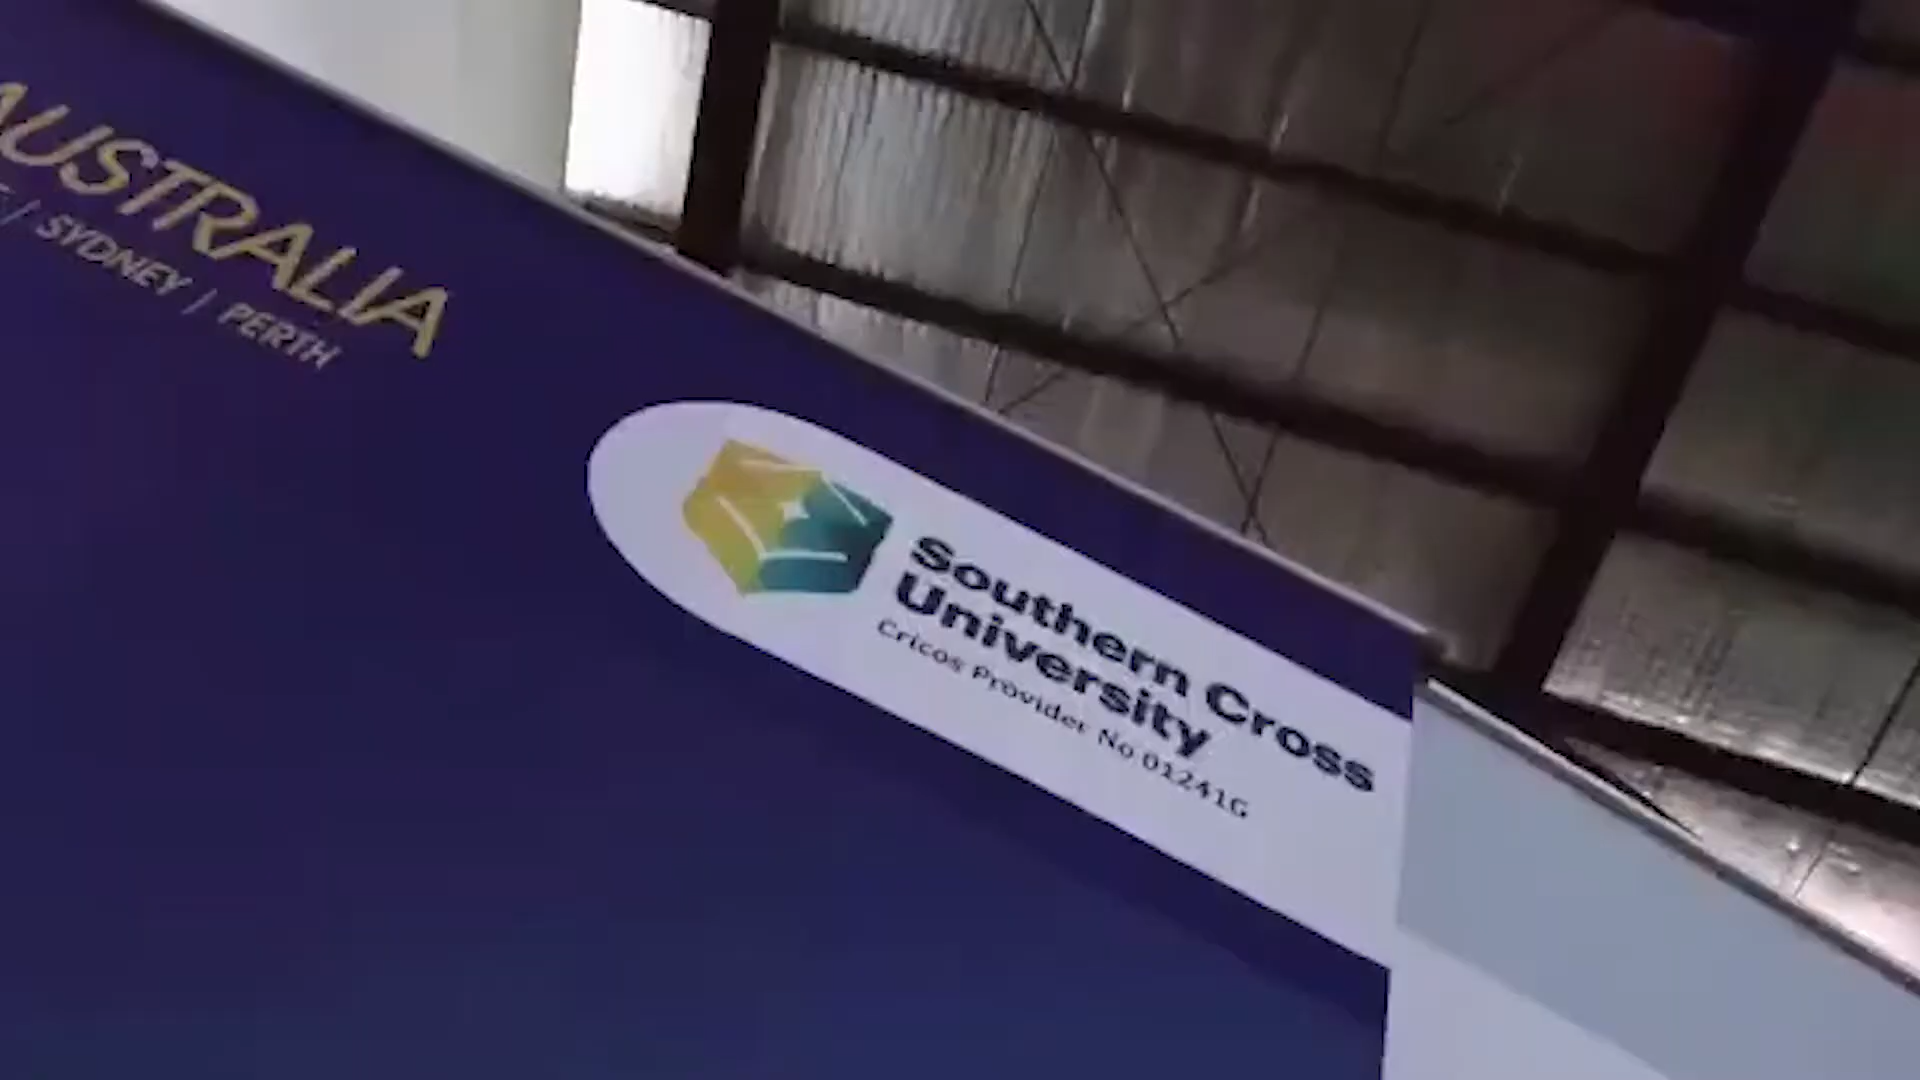 AUSTRALIA
| SYDNEY | PERTH
Southern Cross
University
Cricos Provider No 01241G